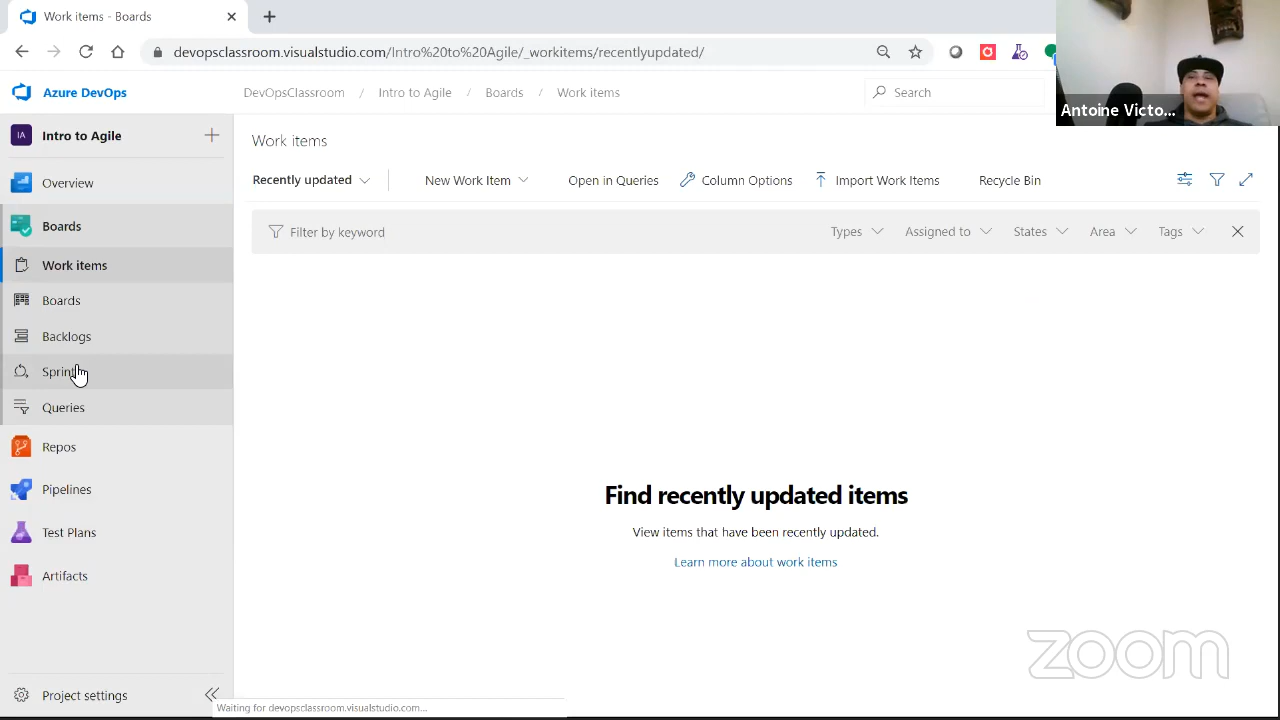 Work items - Boards
devopsclassroom.visualstudio.com/Intro%20to%20Agile/_workitems/recentlyupdated/
Azure DevOps
DevOpsClassroom / Intro to Agile / Boards / Work items
Search
Antoine Victo...
IA Intro to Agile
Overview
Boards
Work items
Boards
Backlogs
Sprin
Queries
Repos
Pipelines
Test Plans
Artifacts
Project settings
Work items
Recently updated
New Work Item
Open in Queries
Column Options
Import Work Items
Recycle Bin
Filter by keyword
Types
Assigned to
States
Area
Tags
Find recently updated items
View items that have been recently updated.
Learn more about work items
zoom
Waiting for devopsclassroom.visualstudio.com...